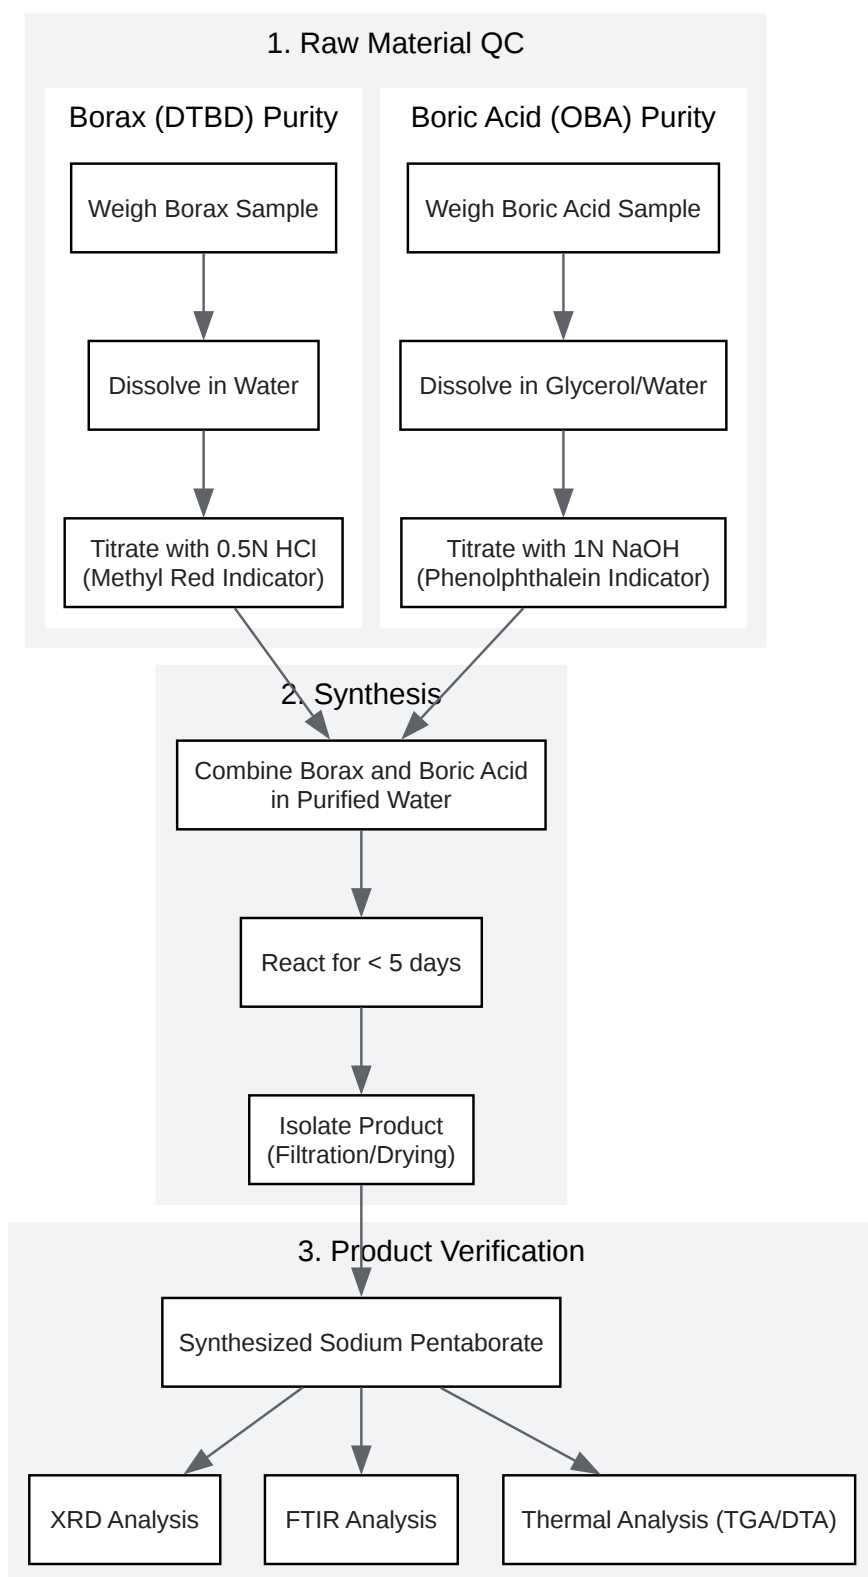 1. Raw Material QC
Borax (DTBD) Purity
Weigh Borax Sample
Dissolve in Water
Titrate with 0.5N HCl
(Methyl Red Indicator)
Boric Acid (OBA) Purity
Weigh Boric Acid Sample
Dissolve in Glycerol/Water
Titrate with 1N NaOH
(Phenolphthalein Indicator)
2. Synthesis
Combine Borax and Boric Acid
in Purified Water
React for < 5 days
Isolate Product
(Filtration/Drying)
3. Product Verification
Synthesized Sodium Pentaborate
XRD Analysis
FTIR Analysis
Thermal Analysis (TGA/DTA)